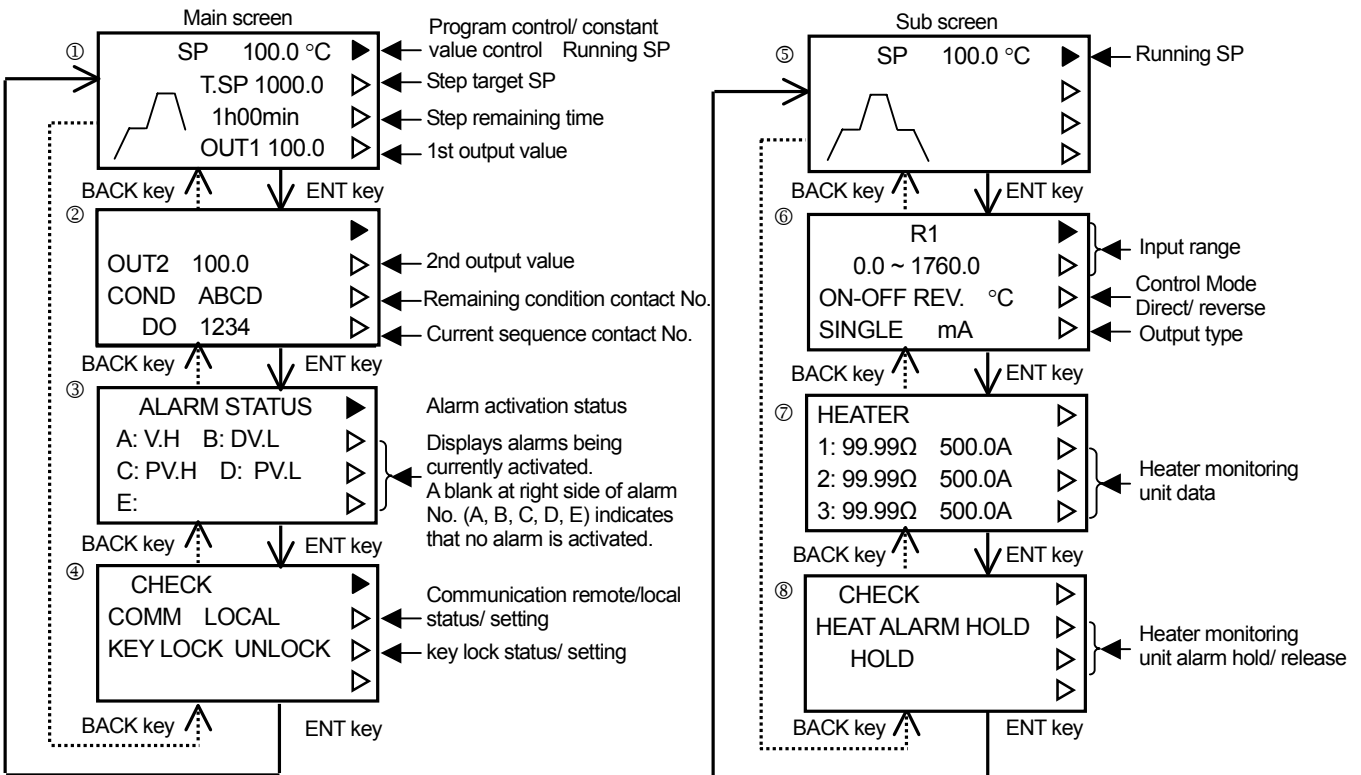 Main screen
①
SP 100.0 °C
T.SP 1000.0
1h00min
OUT1 100.0
Program control/ constant
value control Running SP
Step target SP
Step remaining time
1st output value
BACK key
ENT key
②
OUT2 100.0
COND ABCD
DO 1234
2nd output value
Remaining condition contact No.
Current sequence contact No.
BACK key
ENT key
③
ALARM STATUS
A: V.H B: DV.L
C: PV.H D: PV.L
E:
Alarm activation status
Displays alarms being
currently activated.
A blank at right side of alarm
No. (A, B, C, D, E) indicates
that no alarm is activated.
BACK key
ENT key
④
CHECK
COMM LOCAL
KEY LOCK UNLOCK
Communication remote/local
status/ setting
key lock status/ setting
BACK key
ENT key
Sub screen
⑤
SP 100.0 °C
Running SP
BACK key
ENT key
⑥
R1
0.0 ~ 1760.0
ON-OFF REV. °C
SINGLE mA
Input range
Control Mode
Direct/ reverse
Output type
BACK key
ENT key
⑦
HEATER
1: 99.99Ω 500.0A
2: 99.99Ω 500.0A
3: 99.99Ω 500.0A
Heater monitoring
unit data
BACK key
ENT key
⑧
CHECK
HEAT ALARM HOLD
HOLD
Heater monitoring
unit alarm hold/ release
BACK key
ENT key